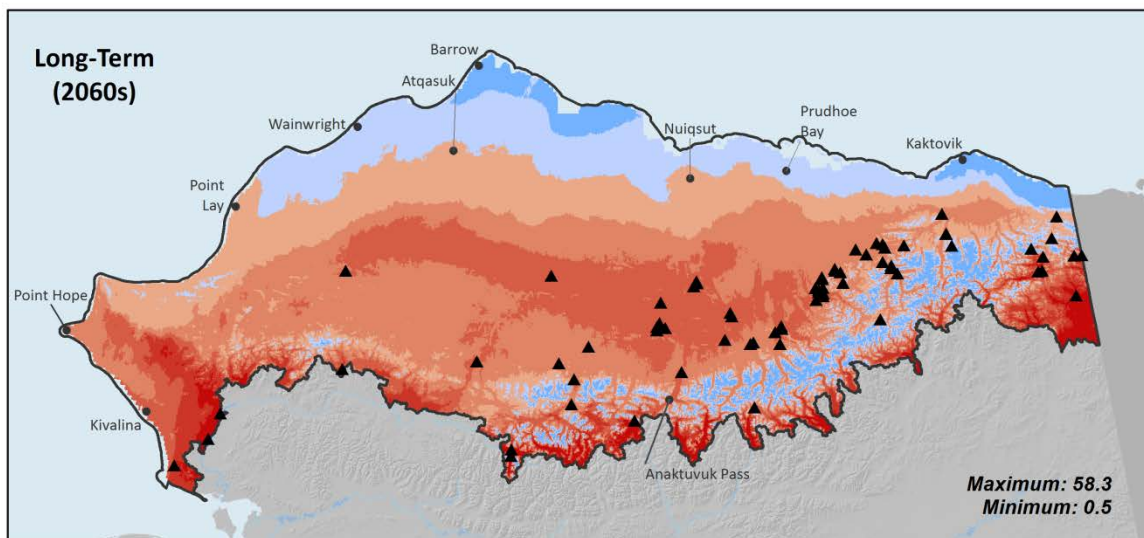 Long-Term
(2060s)
Barrow
Atqasuk
Wainwright
Nuiqsut
Prudhoe
Bay
Kaktovik
Point
Lay
Point Hope
Kivalina
Anaktuvuk Pass
Maximum: 58.3
Minimum: 0.5